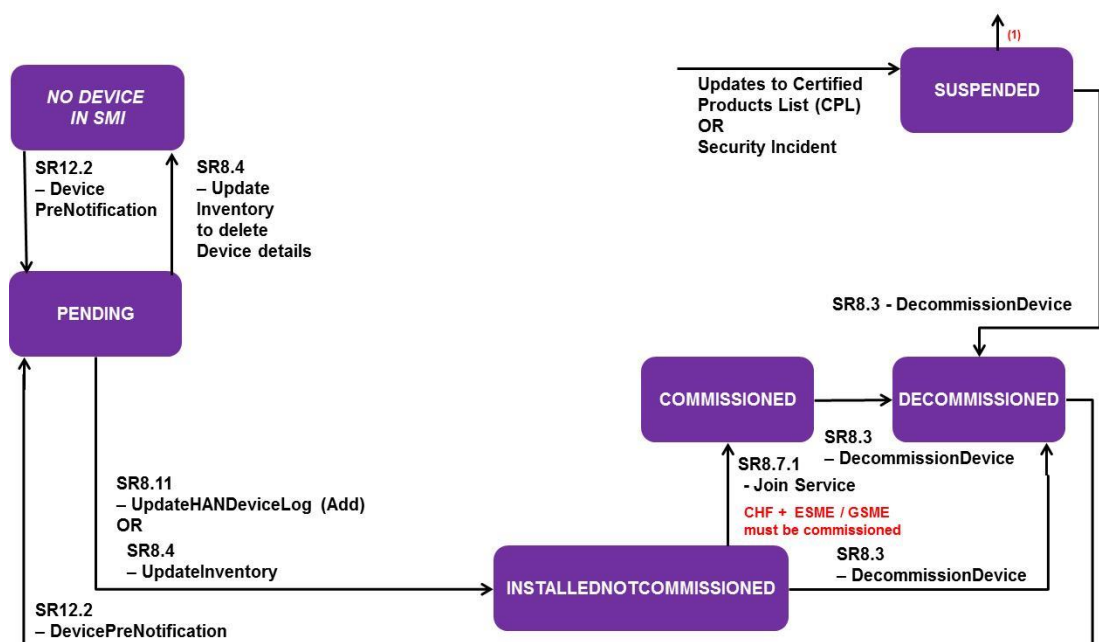 (1)
NO DEVICE
IN SMI
SUSPENDED
Updates to Certified
Products List (CPL)
OR
Security Incident
SR12.2
– Device
PreNotification
SR8.4
– Update
Inventory
to delete
Device details
PENDING
SR8.3 - DecommissionDevice
COMMISSIONED
DECOMMISSIONED
SR8.3
– DecommissionDevice
SR8.7.1
- Join Service
CHF + ESME / GSME
must be commissioned
SR8.11
– UpdateHANDeviceLog (Add)
OR
SR8.4
– UpdateInventory
INSTALLEDNOTCOMMISSIONED
SR8.3
– DecommissionDevice
SR12.2
– DevicePreNotification